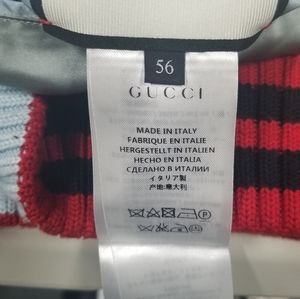 56
GUCCI
MADE IN ITALY
FABRIQUE EN ITALIE
HERGESTELLT IN ITALIEN
HECHO EN ITALIA
СДЕЛАНО В ИТАЛИИ
イタリア製
产地:意大利